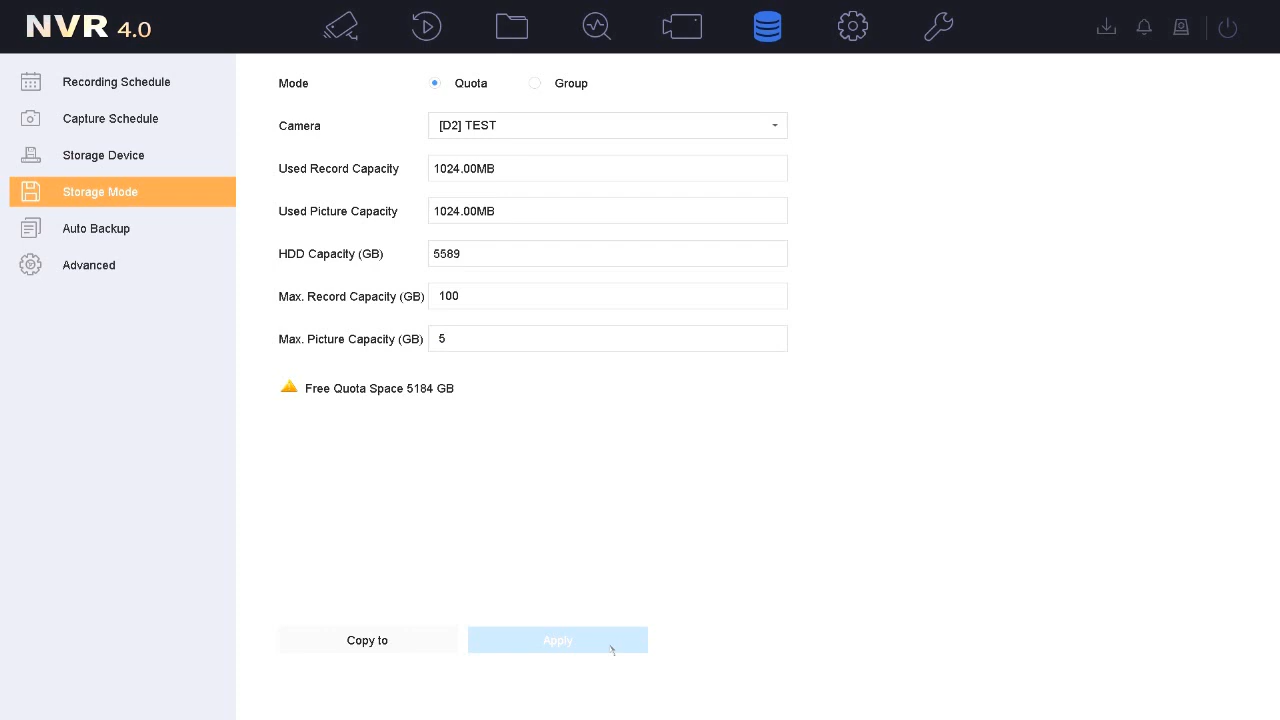 NVR 4.0
Recording Schedule
Capture Schedule
Storage Device
Storage Mode
Auto Backup
Advanced
Mode Quota Group
Camera [D2] TEST
Used Record Capacity 1024.00MB
Used Picture Capacity 1024.00MB
HDD Capacity (GB) 5589
Max. Record Capacity (GB) 100
Max. Picture Capacity (GB) 5
Free Quota Space 5184 GB
Copy to Apply